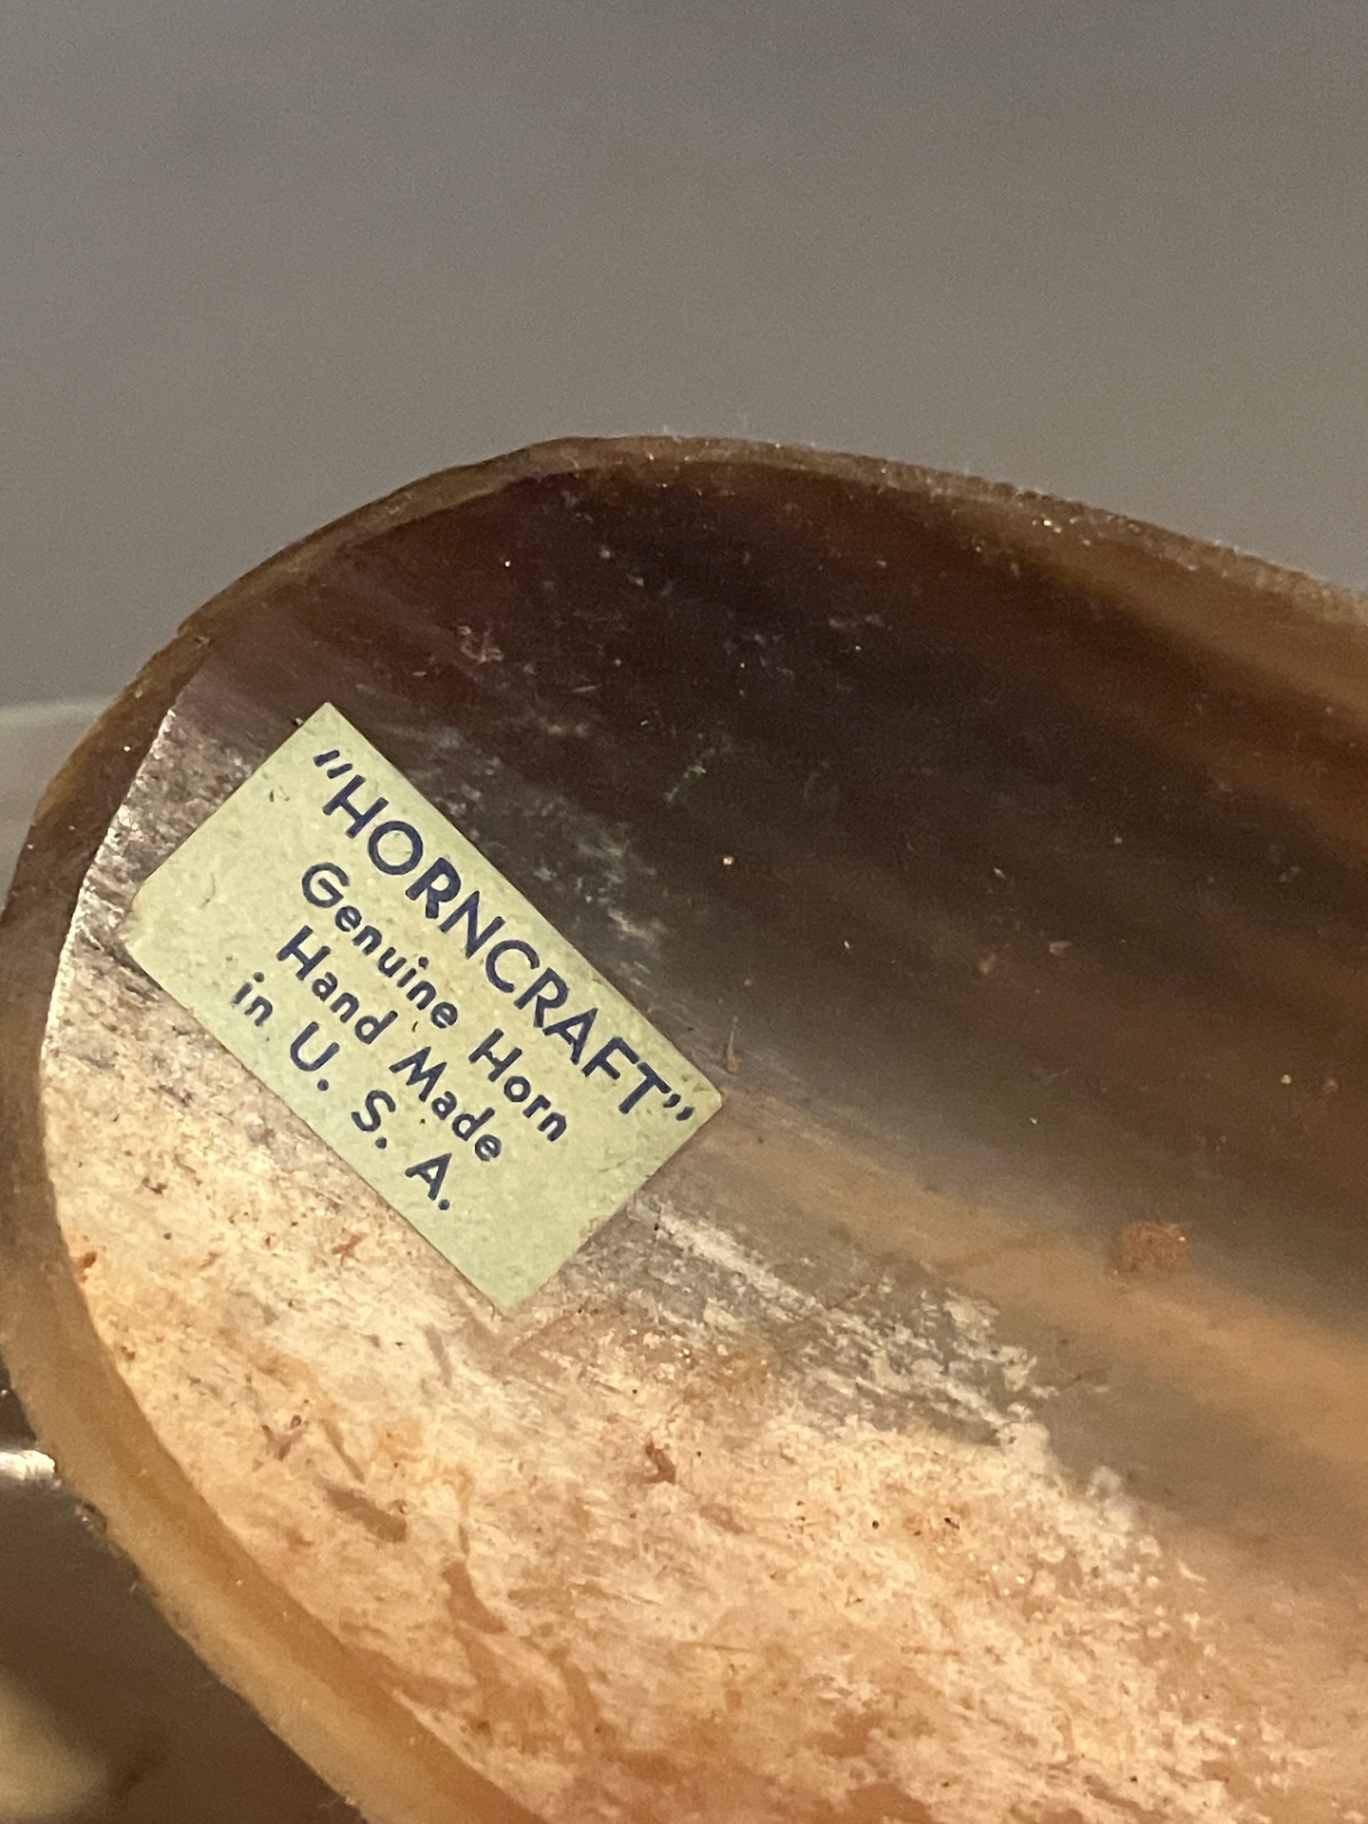 "HORNCRAFT"
Genuine Horn
Hand Made
in U. S. A.